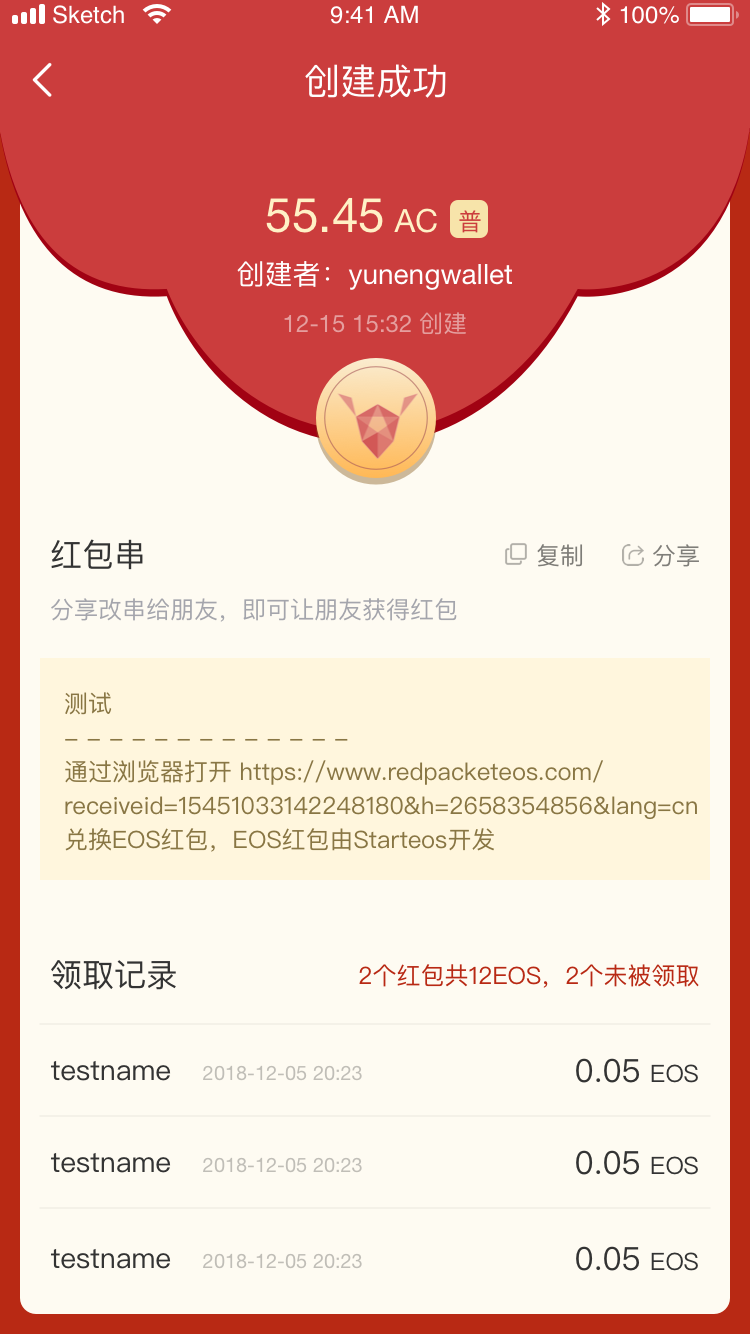 Sketch 9:41 AM 100%
创建成功
55.45 AC 普
创建者：yunengwallet
12-15 15:32 创建
红包串 复制 分享
分享改串给朋友，即可让朋友获得红包
测试
– – – – – – – – – – – – –
通过浏览器打开 https://www.redpacketeos.com/
receiveid=15451033142248180&h=2658354856&lang=cn
兑换EOS红包，EOS红包由Starteos开发
领取记录 2个红包共12EOS，2个未被领取
testname 2018-12-05 20:23 0.05 EOS
testname 2018-12-05 20:23 0.05 EOS
testname 2018-12-05 20:23 0.05 EOS